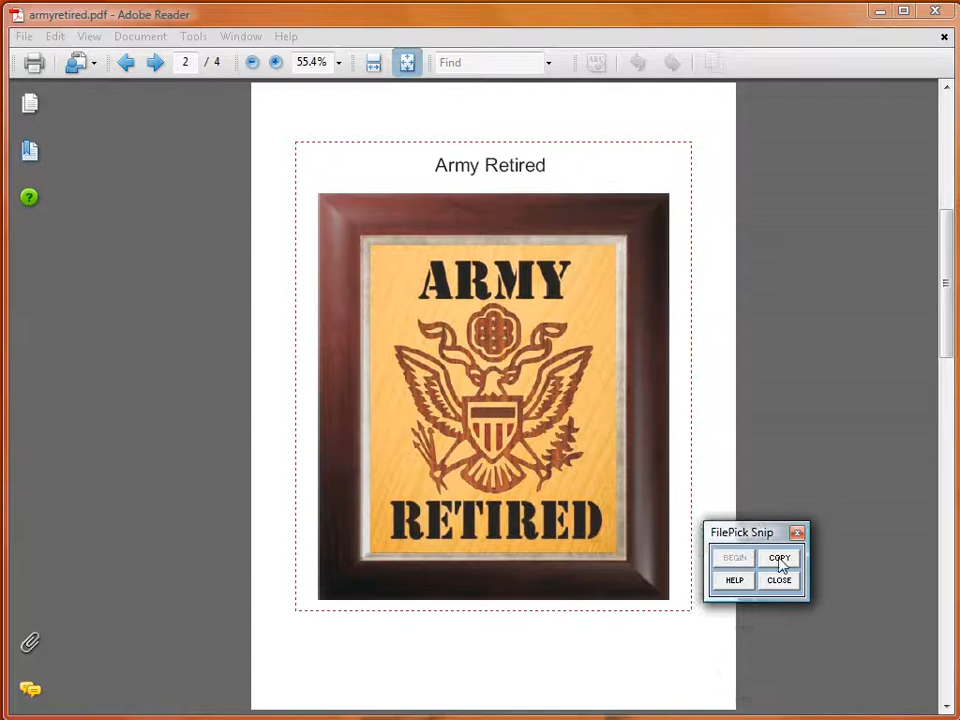 armyretired.pdf - Adobe Reader
File Edit View Document Tools Window Help
2 / 4 55.4% Find
Army Retired
ARMY
RETIRED
FilePick Snip
BEGIN COPY
HELP CLOSE